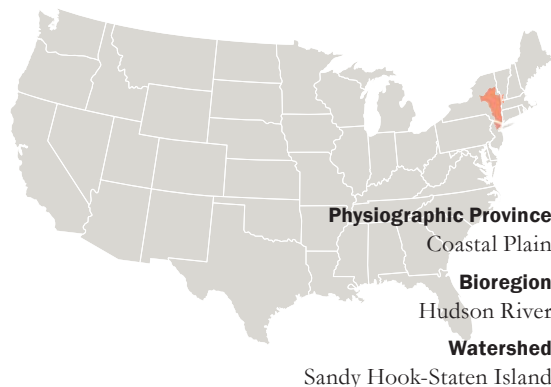 Physiographic Province
Coastal Plain
Bioregion
Hudson River
Watershed
Sandy Hook-Staten Island